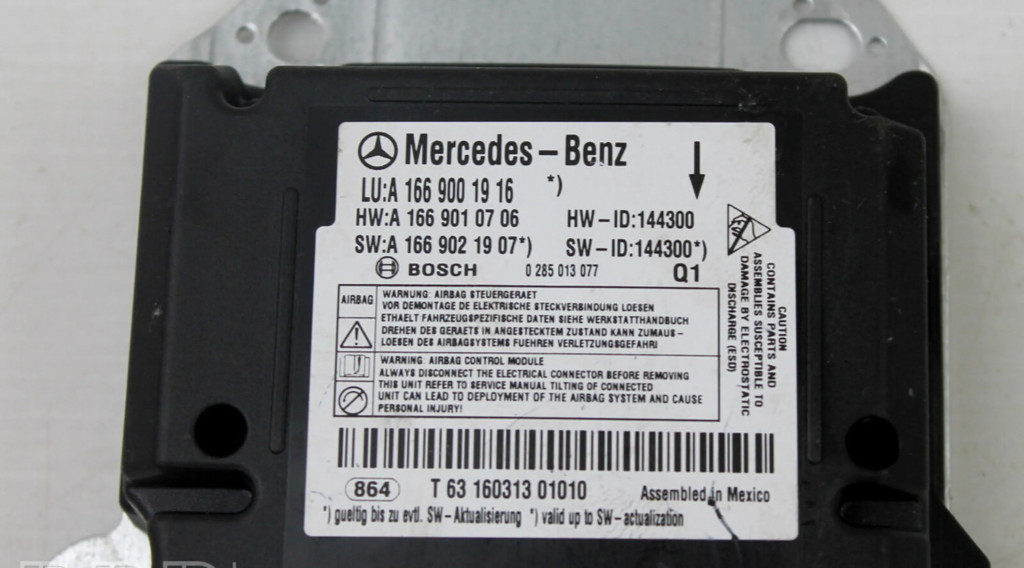 Mercedes-Benz
LU:A 166 900 19 16 *)
HW:A 166 901 07 06 HW-ID:144300
SW:A 166 902 19 07*) SW-ID:144300*)
BOSCH 0 285 013 077 Q1
AIRBAG
WARNUNG: AIRBAG STEUERGERAET
VOR DEMONTAGE DE ELEKTRISCHE STECKVERBINDUNG LOESEN
ETHAELT FAHRZEUGSPEZIFISCHE DATEN SIEHE WERKSTATTHANDBUCH
DREHEN DES GERAETS IN ANGESTECKTEM ZUSTAND KANN ZUMAUS-
LOESEN DES AIRBAGSYSTEMS FUEHREN VERLETZUNGSGEFAHR!
WARNING: AIRBAG CONTROL MODULE
ALWAYS DISCONNECT THE ELECTRICAL CONNECTOR BEFORE REMOVING
THIS UNIT REFER TO SERVICE MANUAL TILTING OF CONNECTED
UNIT CAN LEAD TO DEPLOYMENT OF THE AIRBAG SYSTEM AND CAUSE
PERSONAL INJURY!
CAUTION
CONTAINS PARTS AND
ASSEMBLIES SUSCEPTIBLE TO
DAMAGE BY ELECTROSTATIC
DISCHARGE (ESD)
864 T 63 160313 01010 Assembled in Mexico
*) gueltig bis zu evtl. SW-Aktualisierung *) valid up to SW-actualization